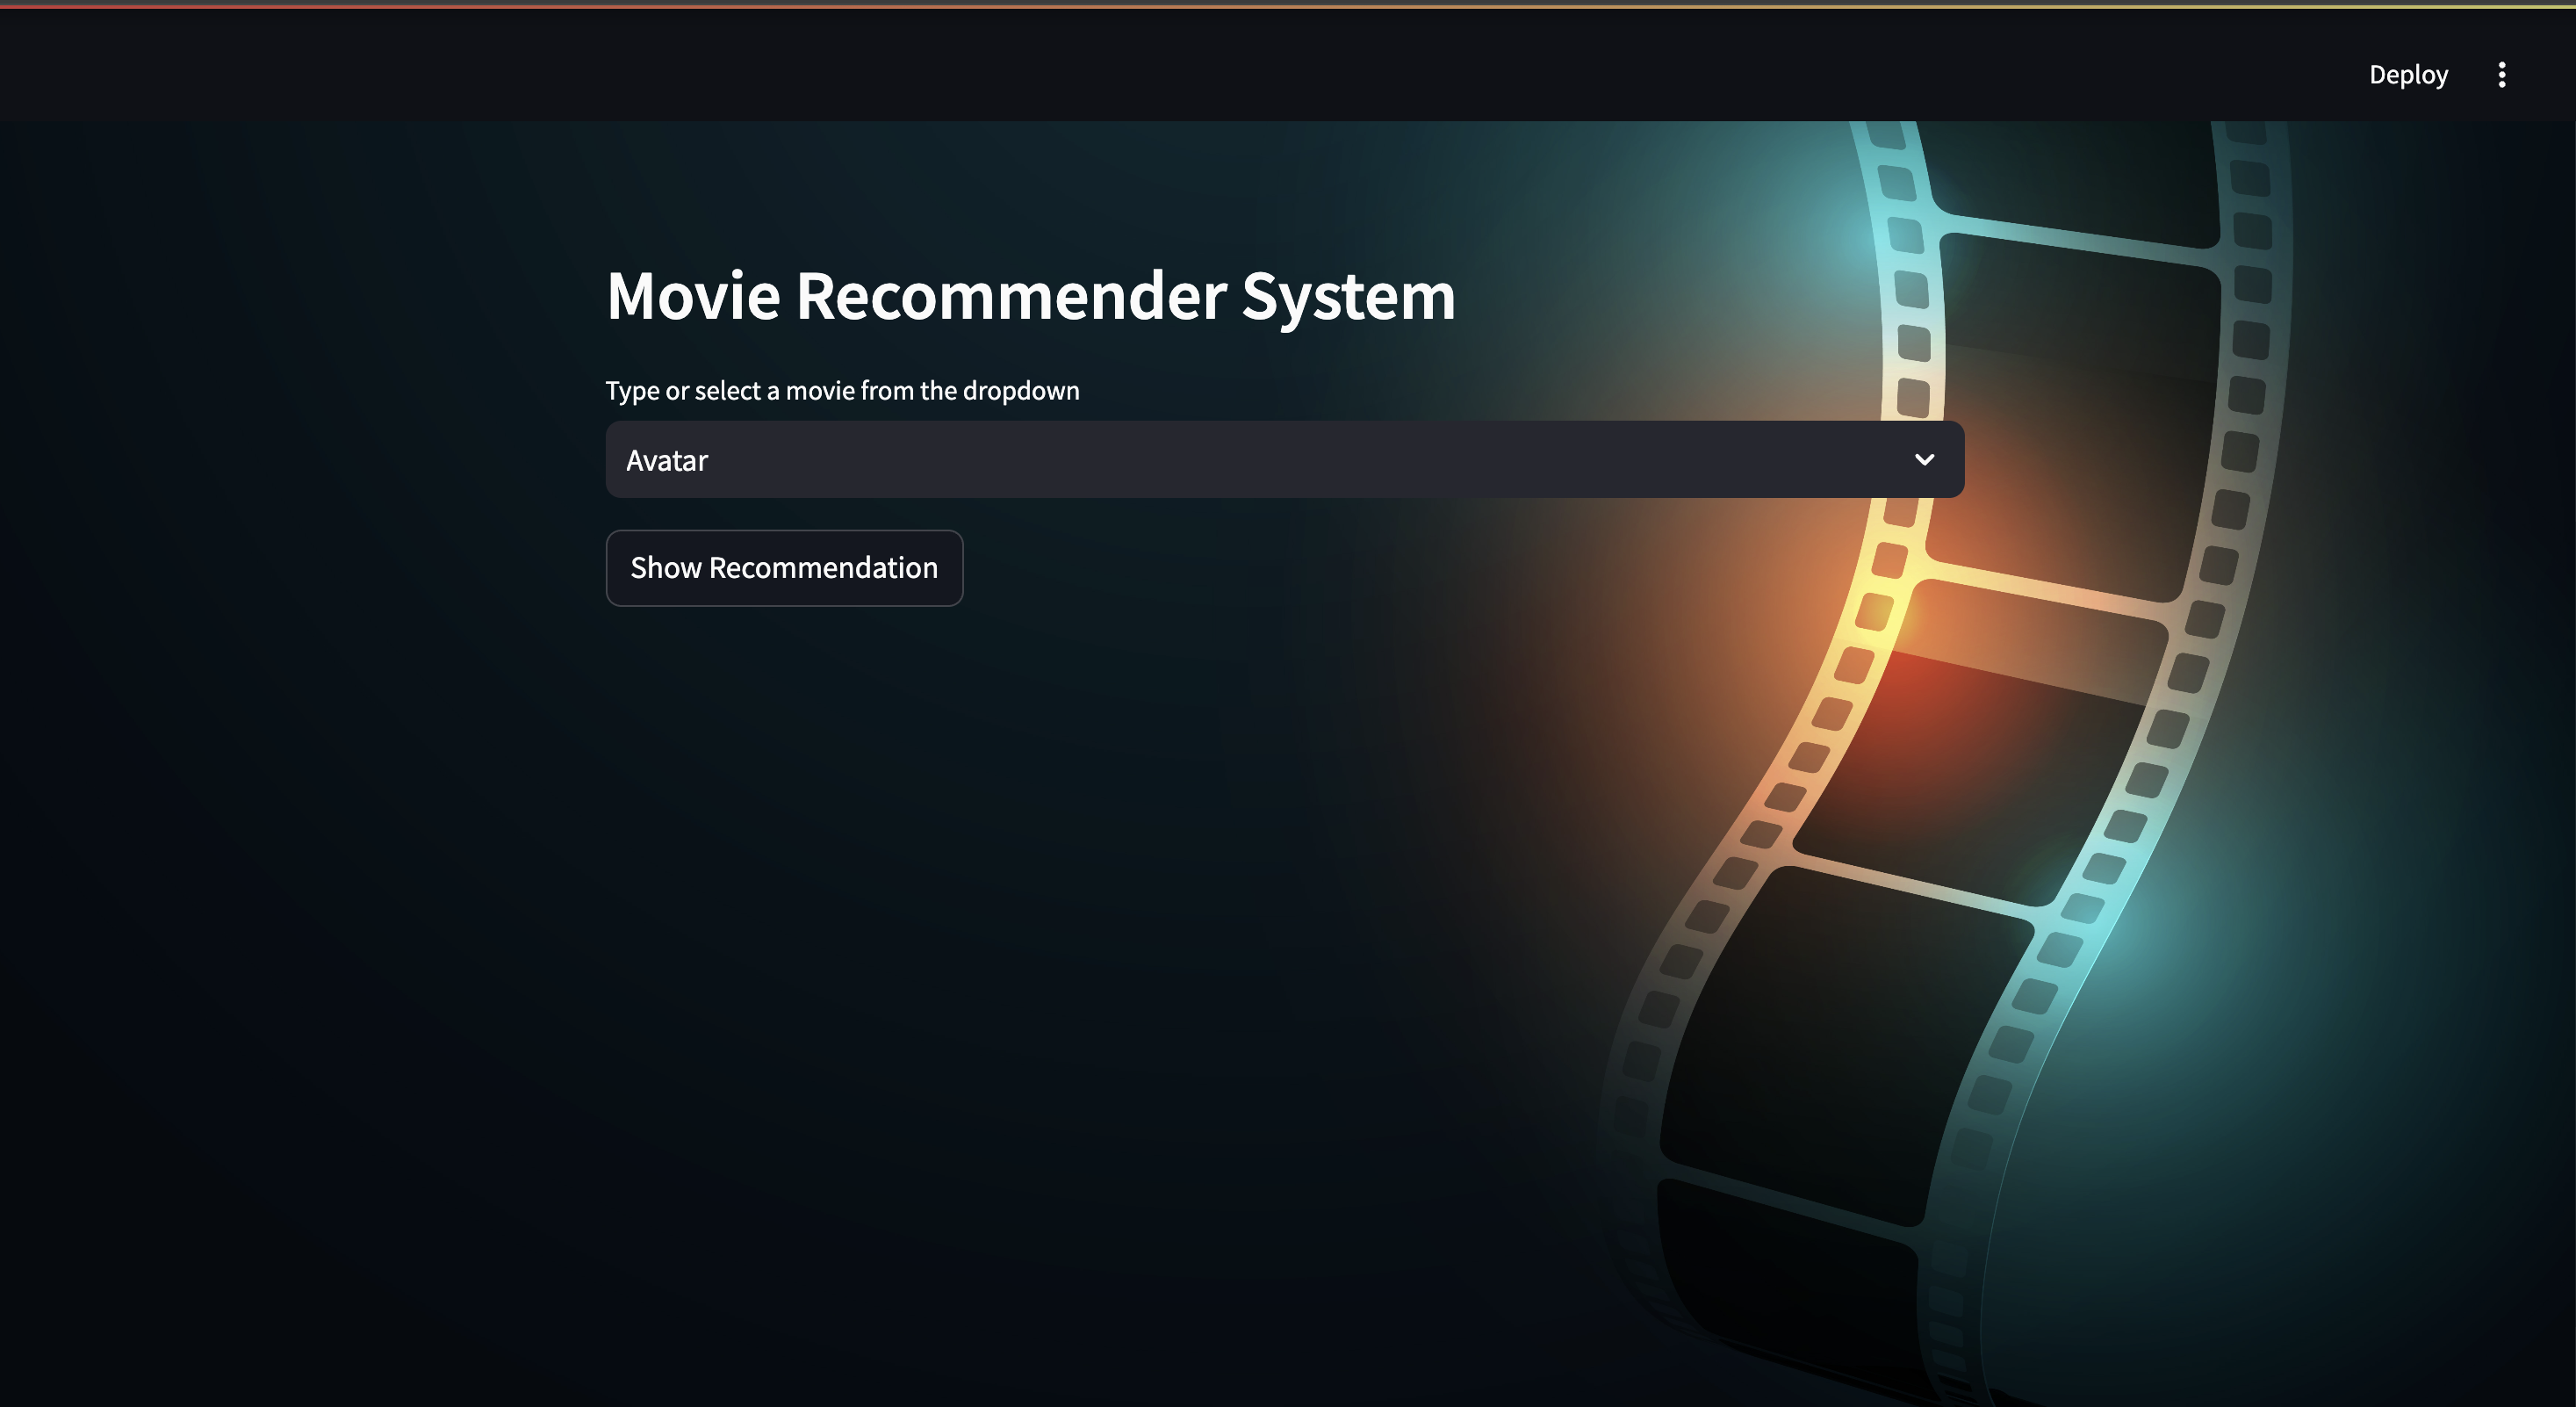 Deploy
Movie Recommender System
Type or select a movie from the dropdown
Avatar
Show Recommendation